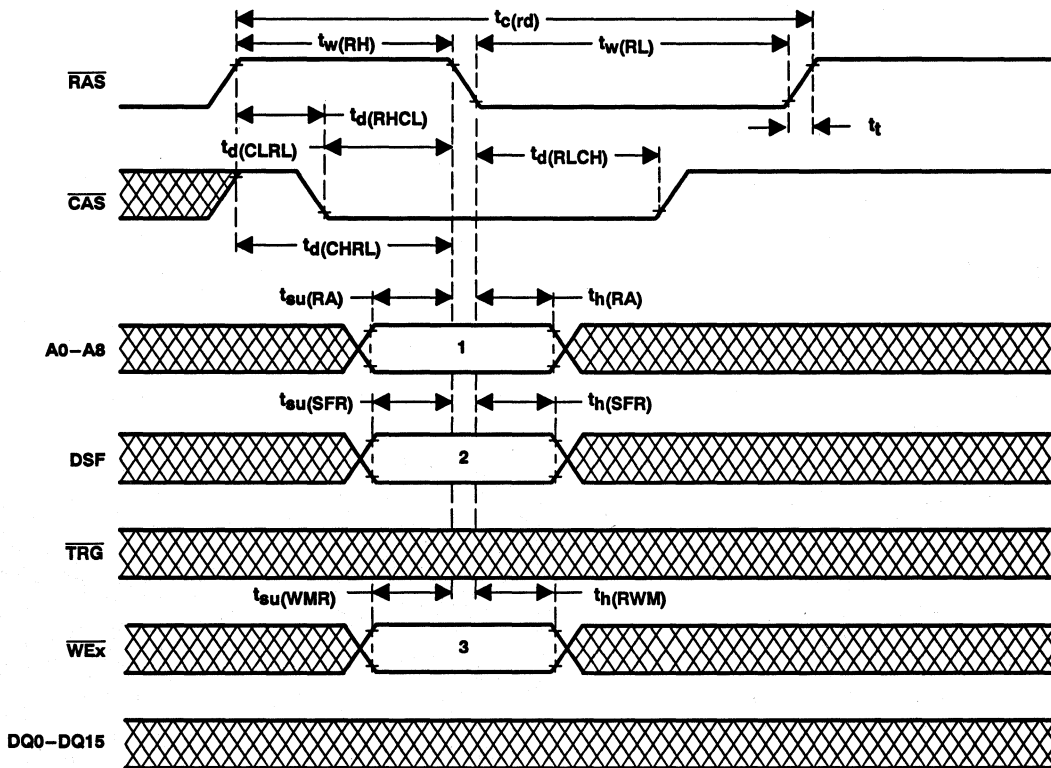 tc(rd)
tw(RH)
tw(RL)
RAS
td(RHCL)
tt
td(CLRL)
td(RLCH)
CAS
td(CHRL)
tsu(RA)
th(RA)
A0–A8
1
tsu(SFR)
th(SFR)
DSF
2
TRG
tsu(WMR)
th(RWM)
WEx
3
DQ0–DQ15